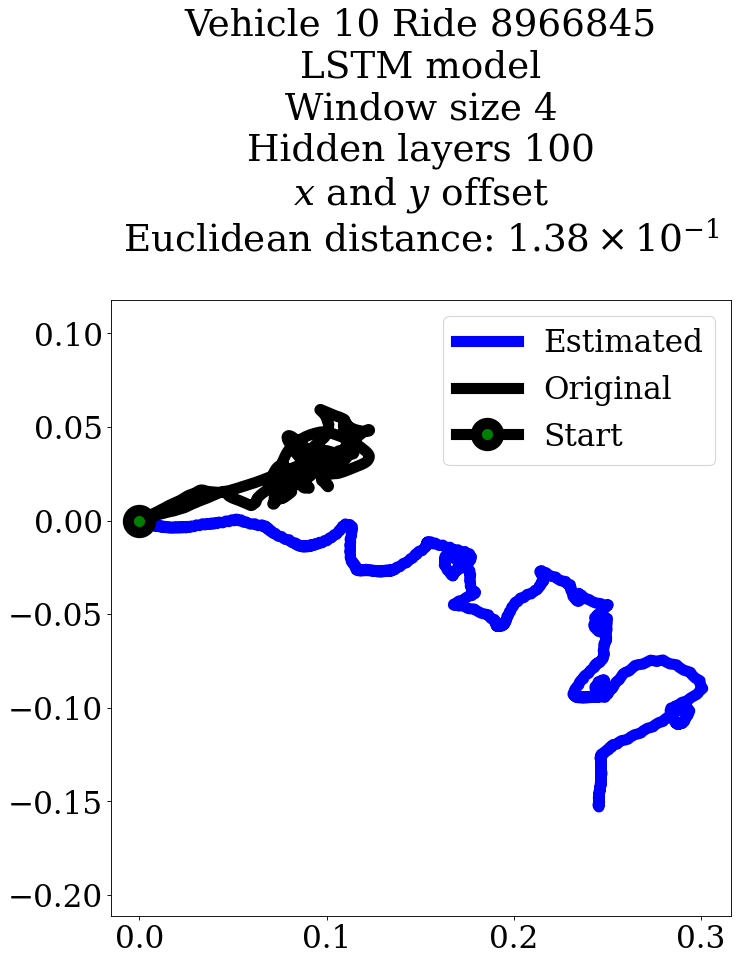 Vehicle 10 Ride 8966845
LSTM model
Window size 4
Hidden layers 100
x and y offset
Euclidean distance: 1.38 × 10⁻¹
Estimated
Original
Start
0.10
0.05
0.00
−0.05
−0.10
−0.15
−0.20
0.0 0.1 0.2 0.3